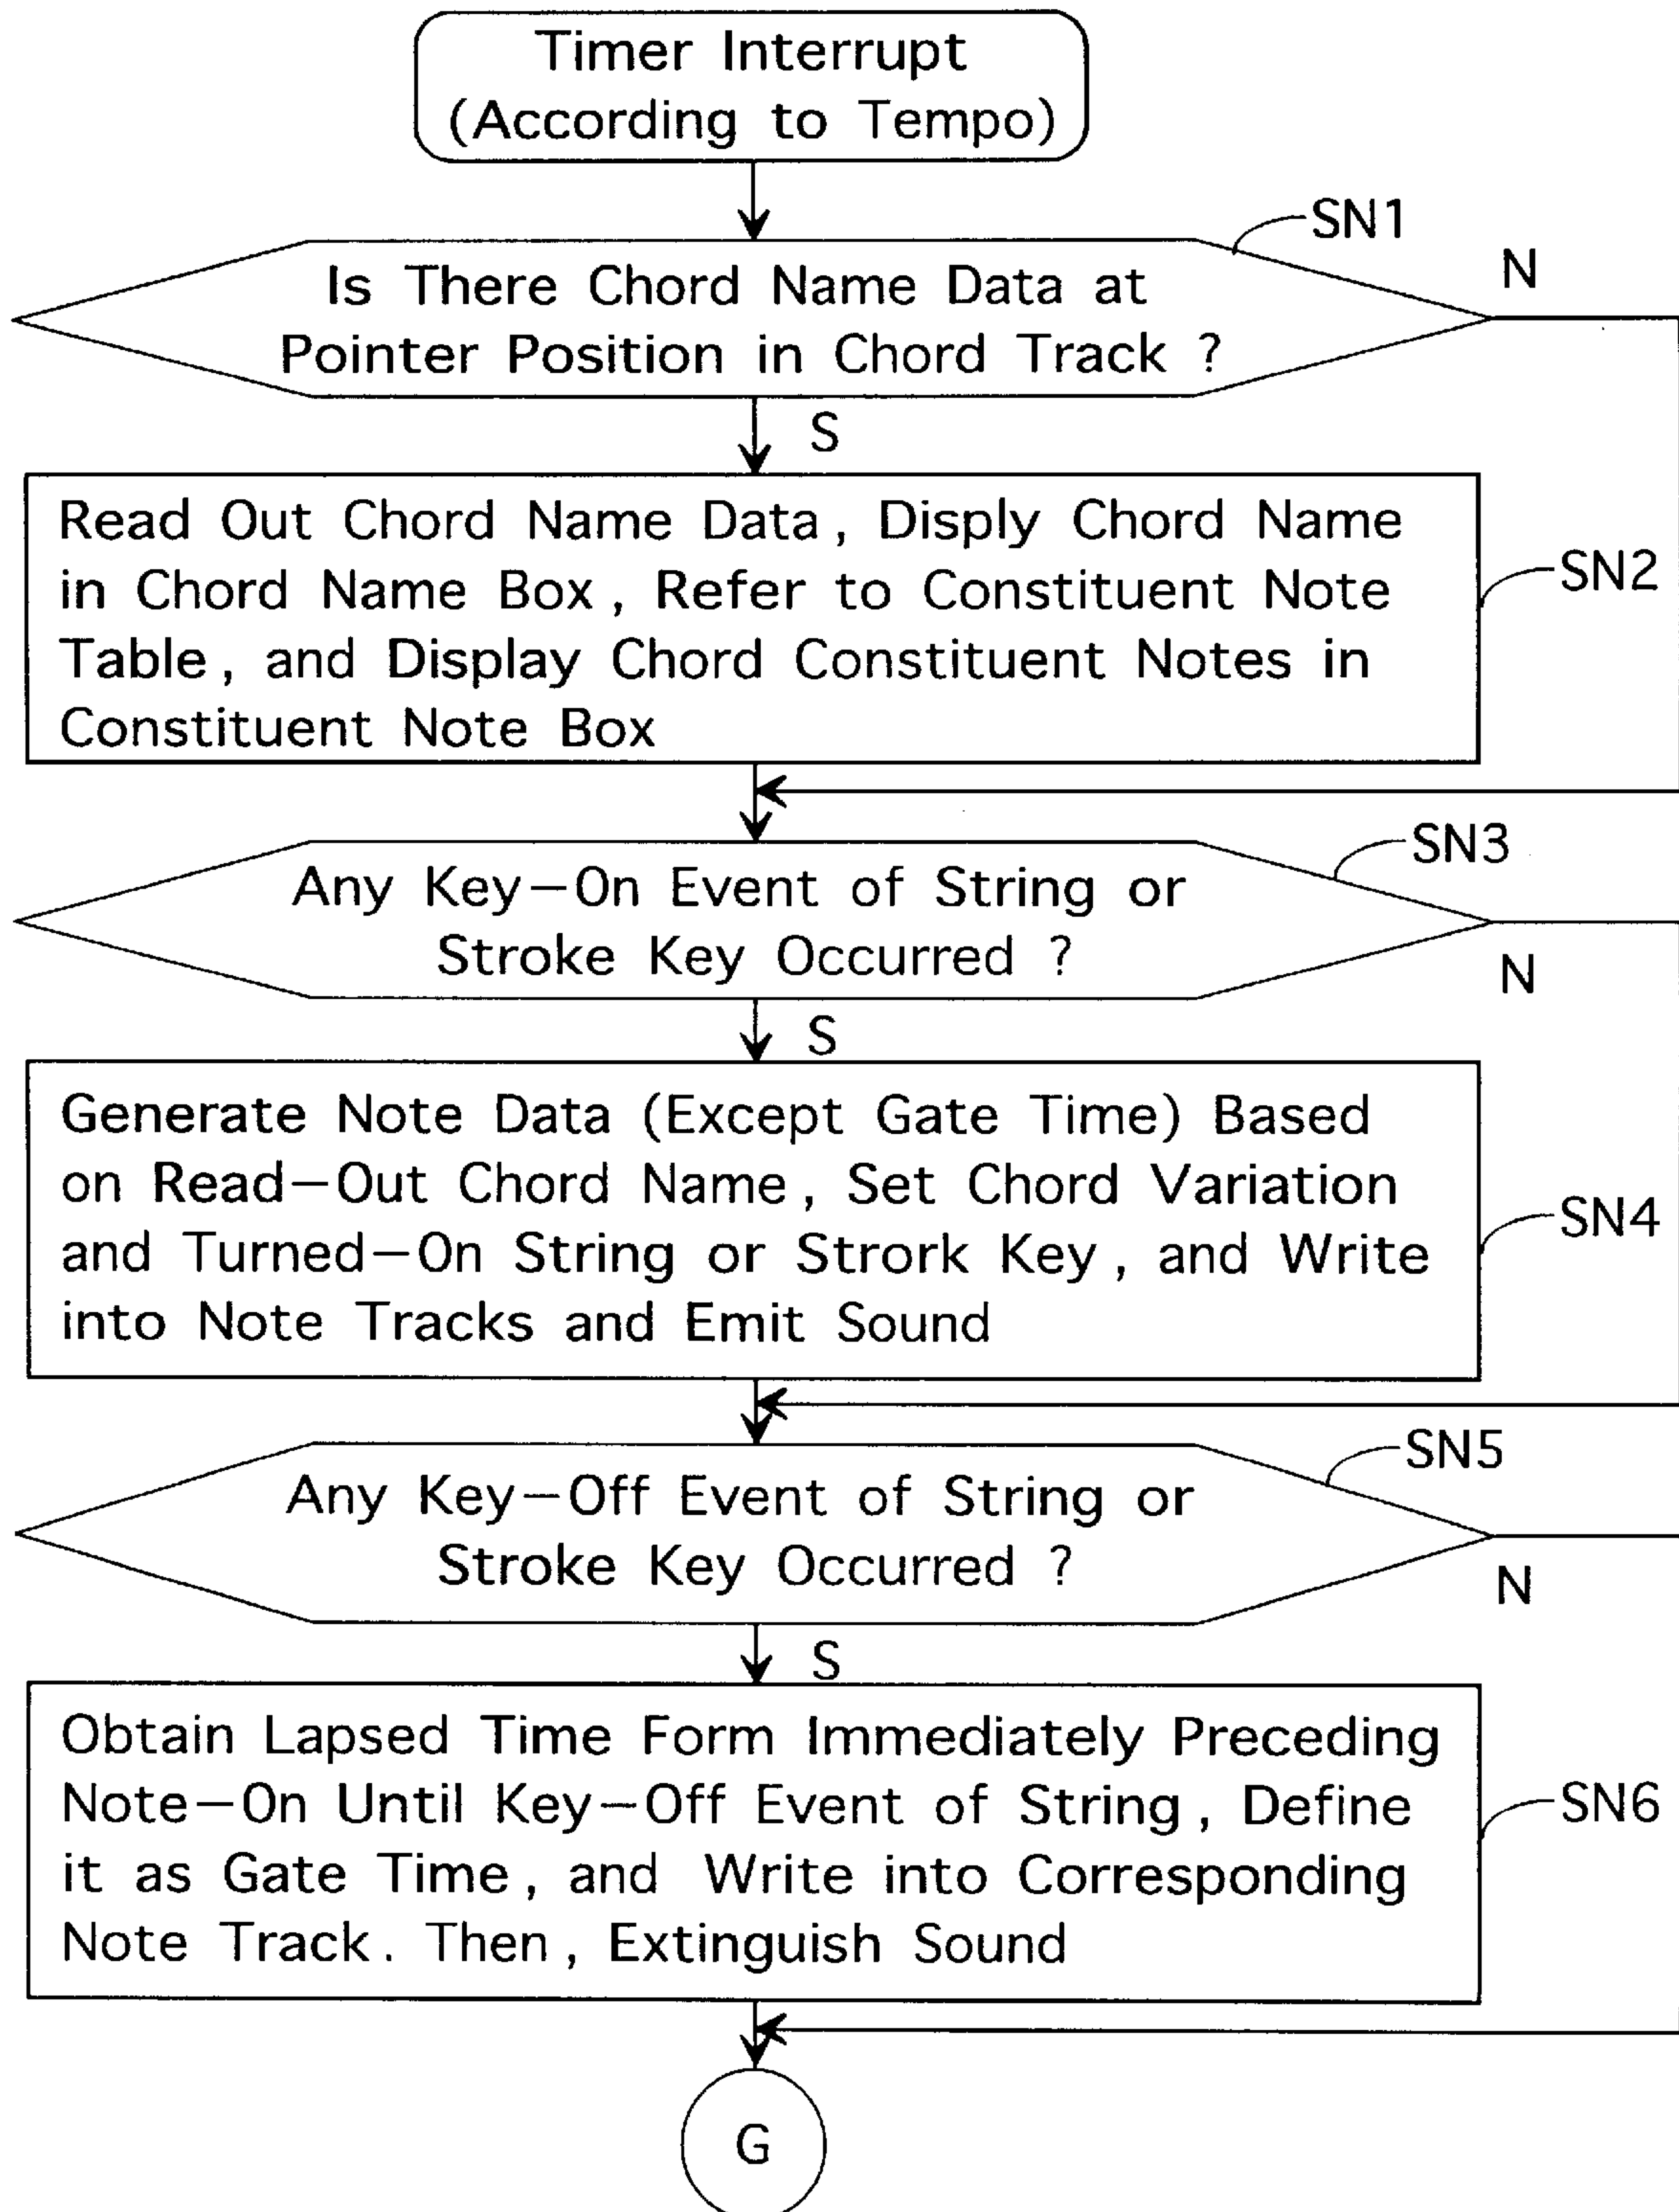 Timer Interrupt
(According to Tempo)
SN1
N
Is There Chord Name Data at
Pointer Position in Chord Track ?
S
Read Out Chord Name Data, Disply Chord Name
in Chord Name Box, Refer to Constituent Note
Table, and Display Chord Constituent Notes in
Constituent Note Box
SN2
SN3
Any Key-On Event of String or
Stroke Key Occurred ?
N
S
Generate Note Data (Except Gate Time) Based
on Read-Out Chord Name, Set Chord Variation
and Turned-On String or Strork Key, and Write
into Note Tracks and Emit Sound
SN4
SN5
Any Key-Off Event of String or
Stroke Key Occurred ?
N
S
Obtain Lapsed Time Form Immediately Preceding
Note-On Until Key-Off Event of String, Define
it as Gate Time, and Write into Corresponding
Note Track. Then, Extinguish Sound
SN6
G